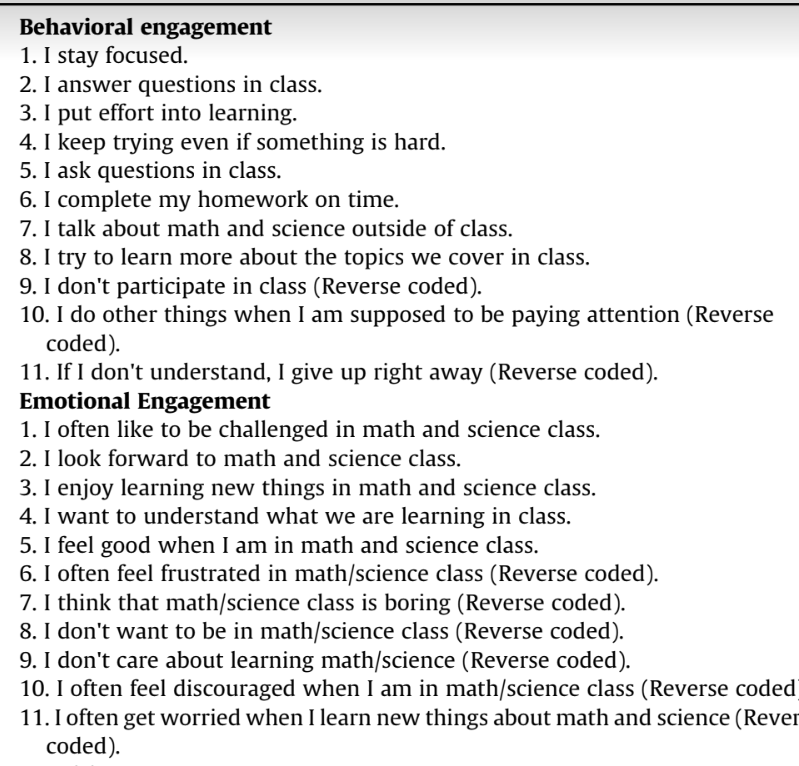 Behavioral engagement
1. I stay focused.
2. I answer questions in class.
3. I put effort into learning.
4. I keep trying even if something is hard.
5. I ask questions in class.
6. I complete my homework on time.
7. I talk about math and science outside of class.
8. I try to learn more about the topics we cover in class.
9. I don't participate in class (Reverse coded).
10. I do other things when I am supposed to be paying attention (Reverse
coded).
11. If I don't understand, I give up right away (Reverse coded).
Emotional Engagement
1. I often like to be challenged in math and science class.
2. I look forward to math and science class.
3. I enjoy learning new things in math and science class.
4. I want to understand what we are learning in class.
5. I feel good when I am in math and science class.
6. I often feel frustrated in math/science class (Reverse coded).
7. I think that math/science class is boring (Reverse coded).
8. I don't want to be in math/science class (Reverse coded).
9. I don't care about learning math/science (Reverse coded).
10. I often feel discouraged when I am in math/science class (Reverse coded)
11. I often get worried when I learn new things about math and science (Rever
coded).